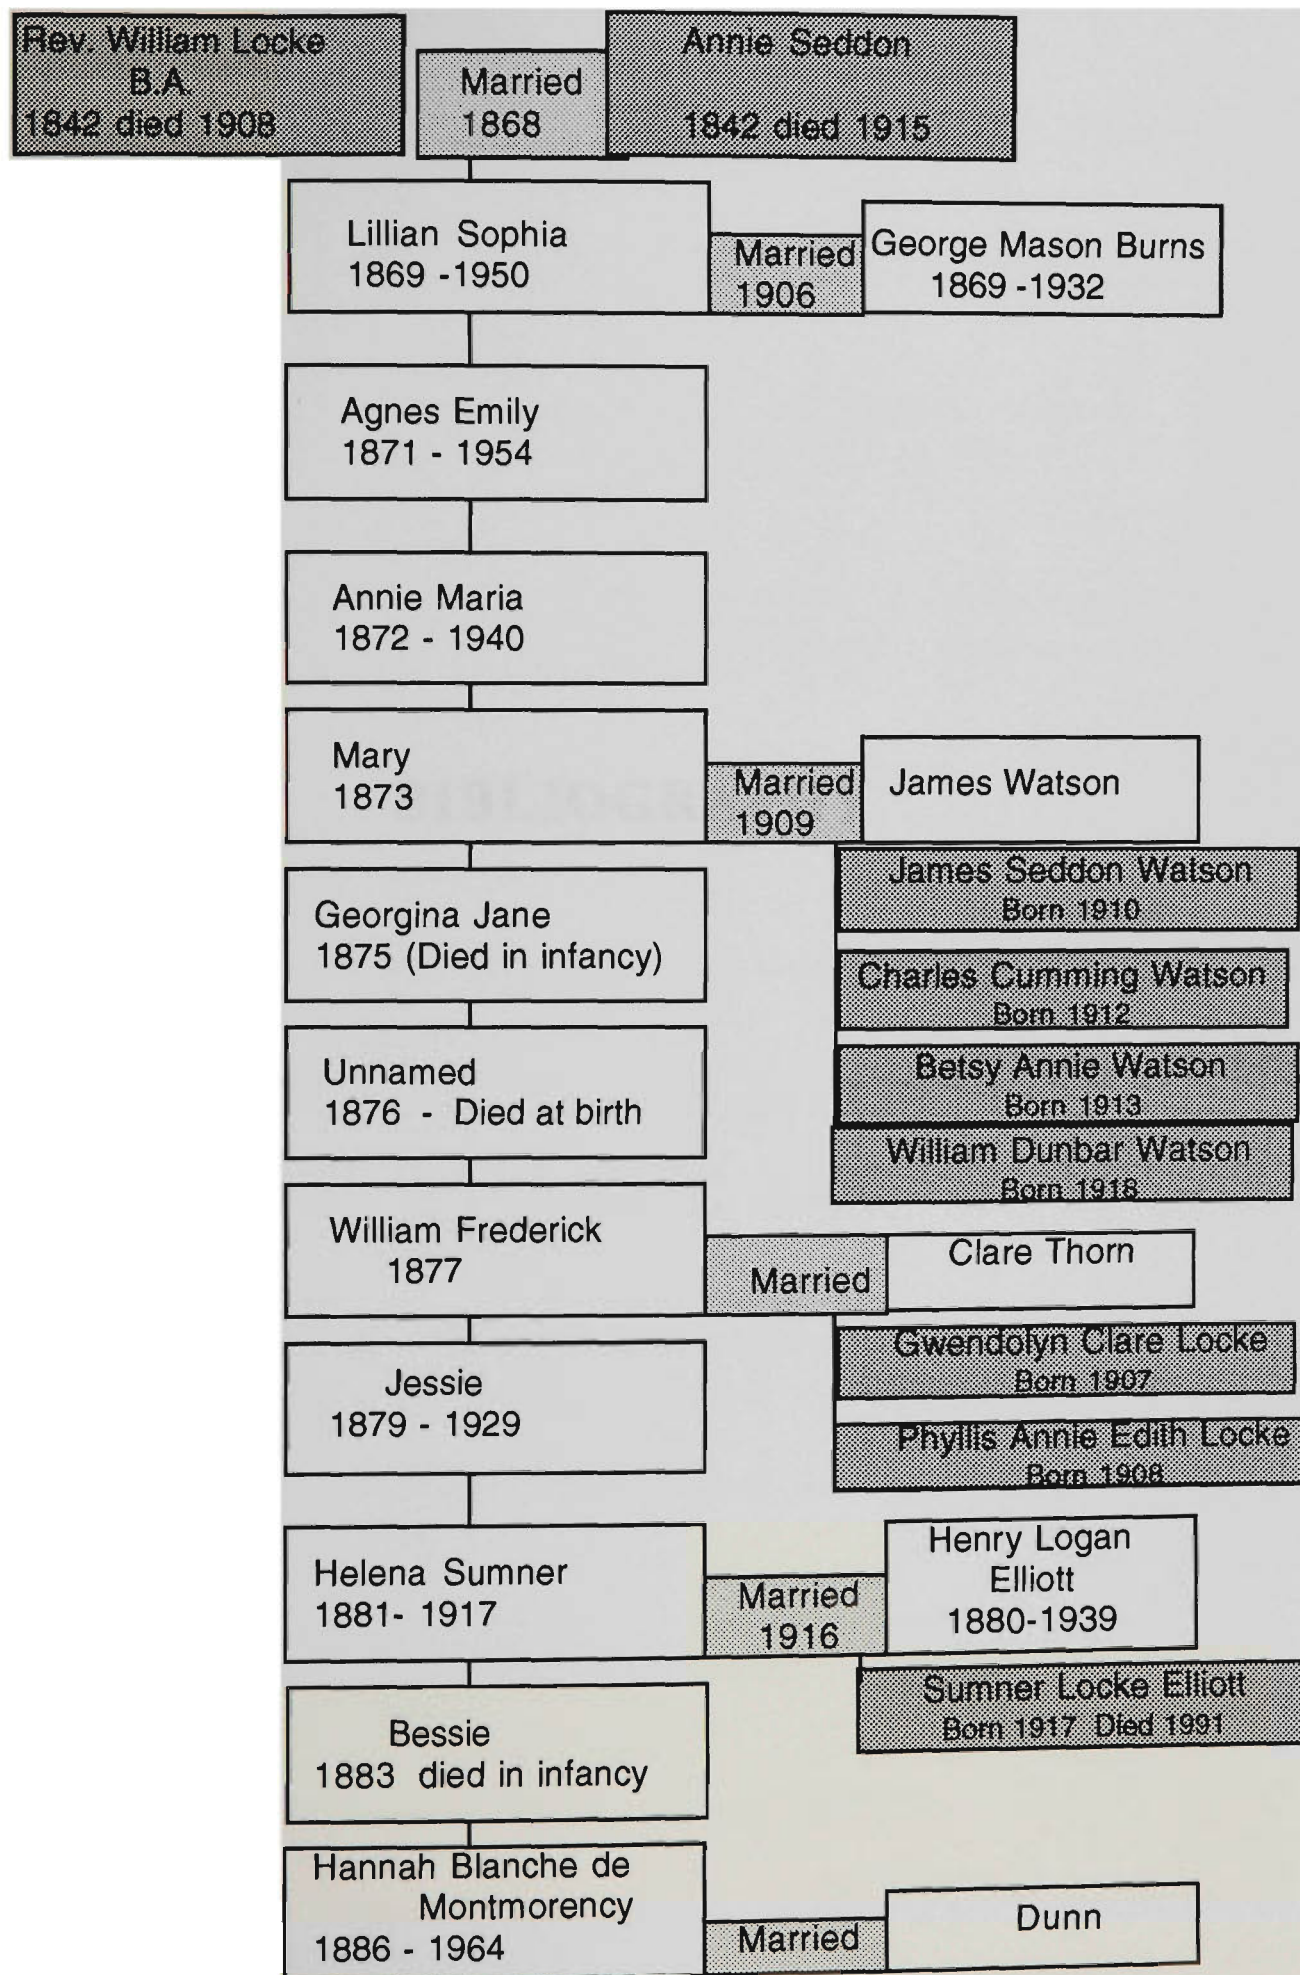 Rev. William Locke
B.A.
1842 died 1908
Married
1868
Annie Seddon
1842 died 1915
Lillian Sophia
1869 -1950
Married
1906
George Mason Burns
1869 -1932
Agnes Emily
1871 - 1954
Annie Maria
1872 - 1940
Mary
1873
Married
1909
James Watson
James Seddon Watson
Born 1910
Charles Cumming Watson
Born 1912
Betsy Annie Watson
Born 1913
William Dunbar Watson
Born 1918
Georgina Jane
1875 (Died in infancy)
Unnamed
1876 - Died at birth
William Frederick
1877
Married
Clare Thorn
Gwendolyn Clare Locke
Born 1907
Phyllis Annie Edith Locke
Born 1908
Jessie
1879 - 1929
Helena Sumner
1881- 1917
Married
1916
Henry Logan
Elliott
1880-1939
Sumner Locke Elliott
Born 1917 Died 1991
Bessie
1883 died in infancy
Hannah Blanche de
Montmorency
1886 - 1964
Married
Dunn